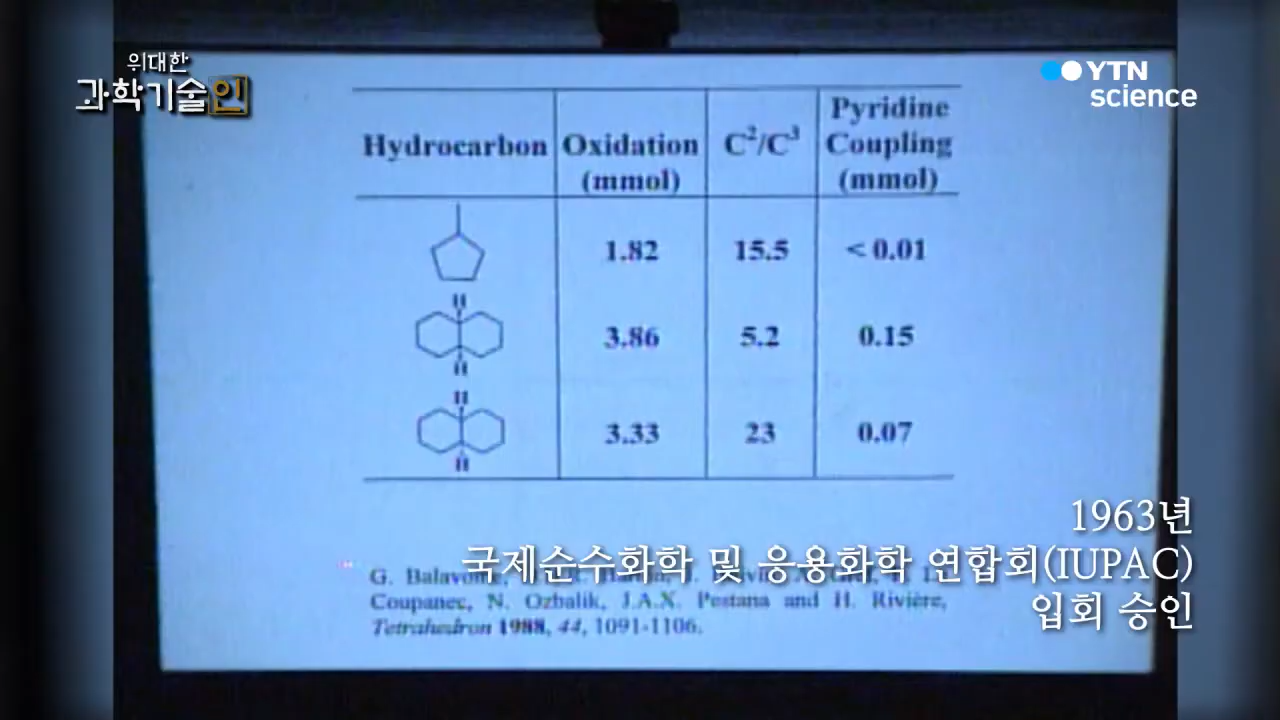 위대한
과학기술인
YTN
science
Hydrocarbon Oxidation (mmol) C²/C³ Pyridine Coupling (mmol)
1.82 15.5 < 0.01
H
3.86 5.2 0.15
H
H
3.33 23 0.07
H
1963년
국제순수화학 및 응용화학 연합회(IUPAC)
입회 승인
G.
Coupanec, N. Ozbalik, J.A.X. Pestana and H. Rivière,
Tetrahedron 1988, 44, 1091-1106.